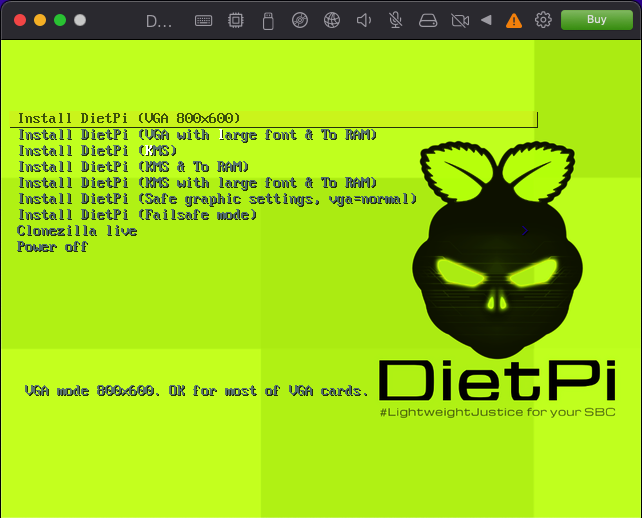 D...
Buy
Install DietPi (VGA 800x600)
Install DietPi (VGA with large font & To RAM)
Install DietPi (KMS)
Install DietPi (KMS & To RAM)
Install DietPi (KMS with large font & To RAM)
Install DietPi (Safe graphic settings, vga=normal)
Install DietPi (Failsafe mode)
Clonezilla live
Power off
VGA mode 800x600. OK for most of VGA cards.
DietPi
#LightweightJustice for your SBC